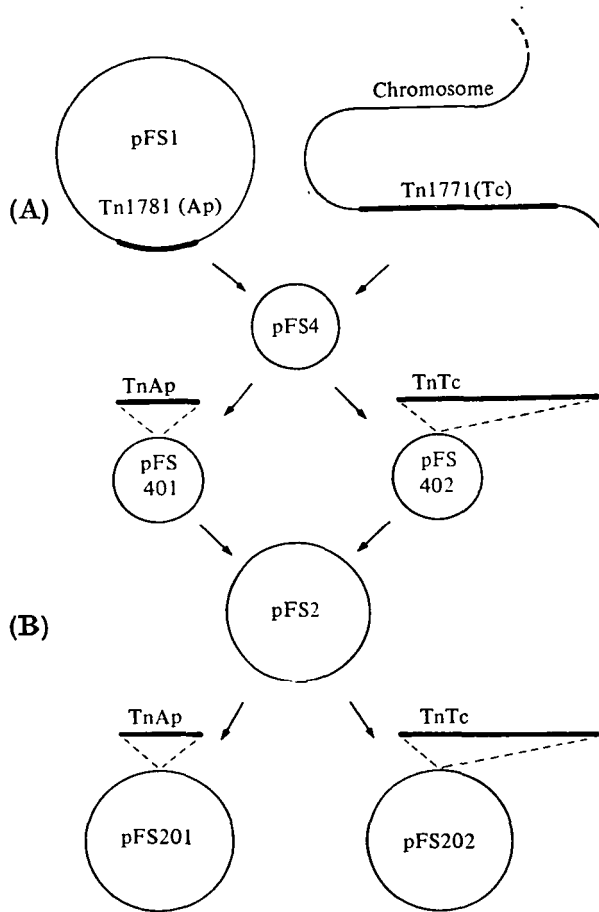 Chromosome
pFS1
Tn1781 (Ap)
Tn1771(Tc)
(A)
pFS4
TnAp
TnTc
pFS
401
pFS
402
pFS2
(B)
TnAp
TnTc
pFS201
pFS202